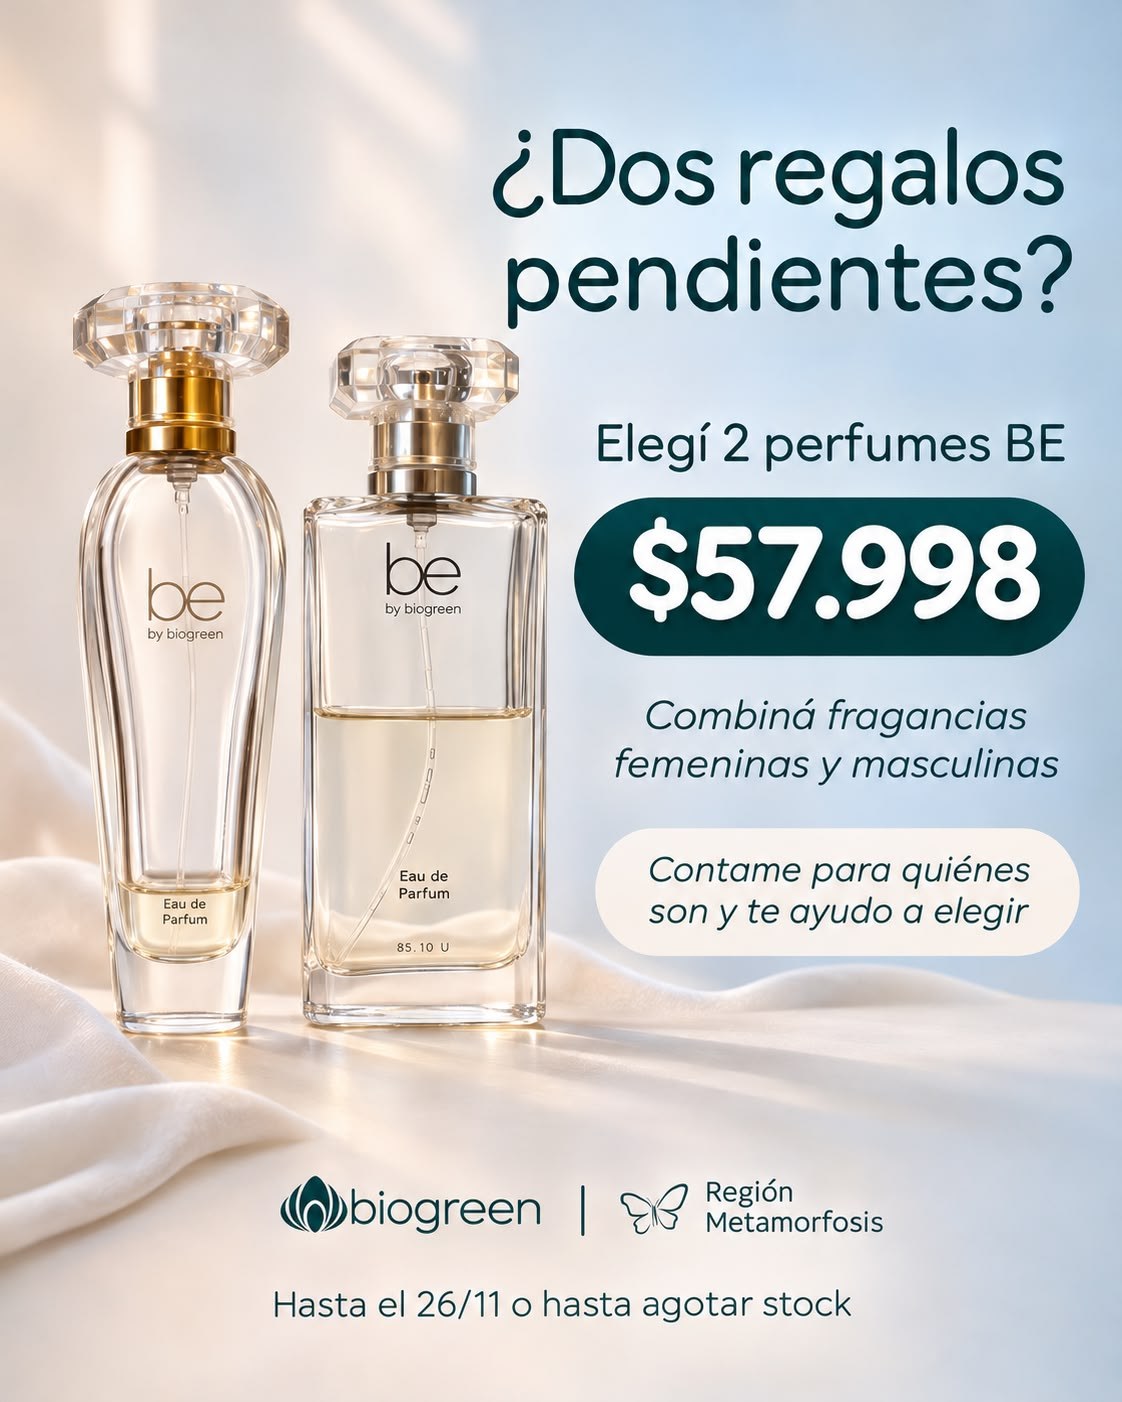 ¿Dos regalos
pendientes?
Elegí 2 perfumes BE
$57.998
Combiná fragancias
femeninas y masculinas
Contame para quiénes
son y te ayudo a elegir
be
by biogreen
Eau de
Parfum
be
by biogreen
Eau de
Parfum
85.10 U
biogreen
Región
Metamorfosis
Hasta el 26/11 o hasta agotar stock